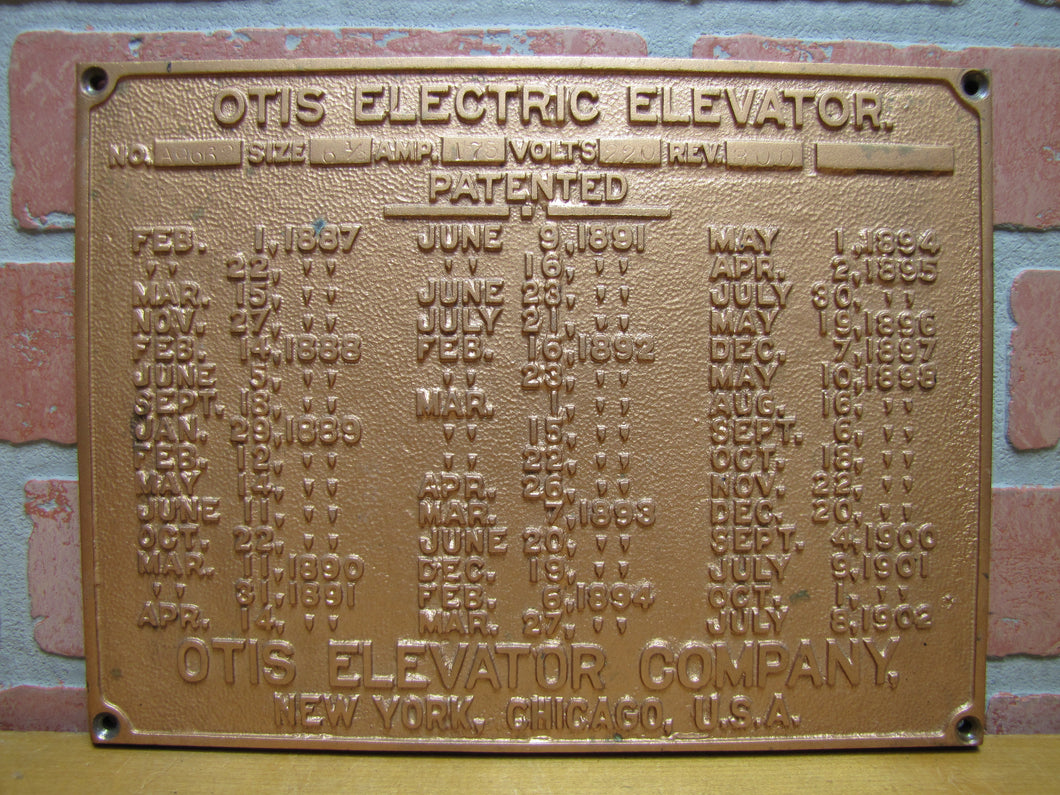 OTIS ELECTRIC ELEVATOR.
NO. SIZE 6½ AMP. 175 VOLTS 220 REV. 800
PATENTED
FEB. 1, 1887
" 22, "
MAR. 15, "
NOV. 27, "
FEB. 14, 1888
JUNE 5, "
SEPT. 18, "
JAN. 29, 1889
FEB. 12, "
MAY 14, "
JUNE 11, "
OCT. 22, "
MAR. 11, 1890
" 31, 1891
APR. 14, "
JUNE 9, 1891
" 16, "
JUNE 23, "
JULY 21, "
FEB. 16, 1892
" 23, "
MAR. 1, "
" 15, "
" 22, "
APR. 26, "
MAR. 7, 1893
JUNE 20, "
DEC. 19, "
FEB. 6, 1894
MAR. 27, "
MAY 1, 1894
APR. 2, 1895
JULY 30, "
MAY 19, 1896
DEC. 7, 1897
MAY 10, 1898
AUG. 16, "
SEPT. 6, "
OCT. 18, "
NOV. 22, "
DEC. 20, "
SEPT. 4, 1900
JULY 9, 1901
OCT. 1, "
JULY 8, 1902
OTIS ELEVATOR COMPANY,
NEW YORK, CHICAGO, U.S.A.